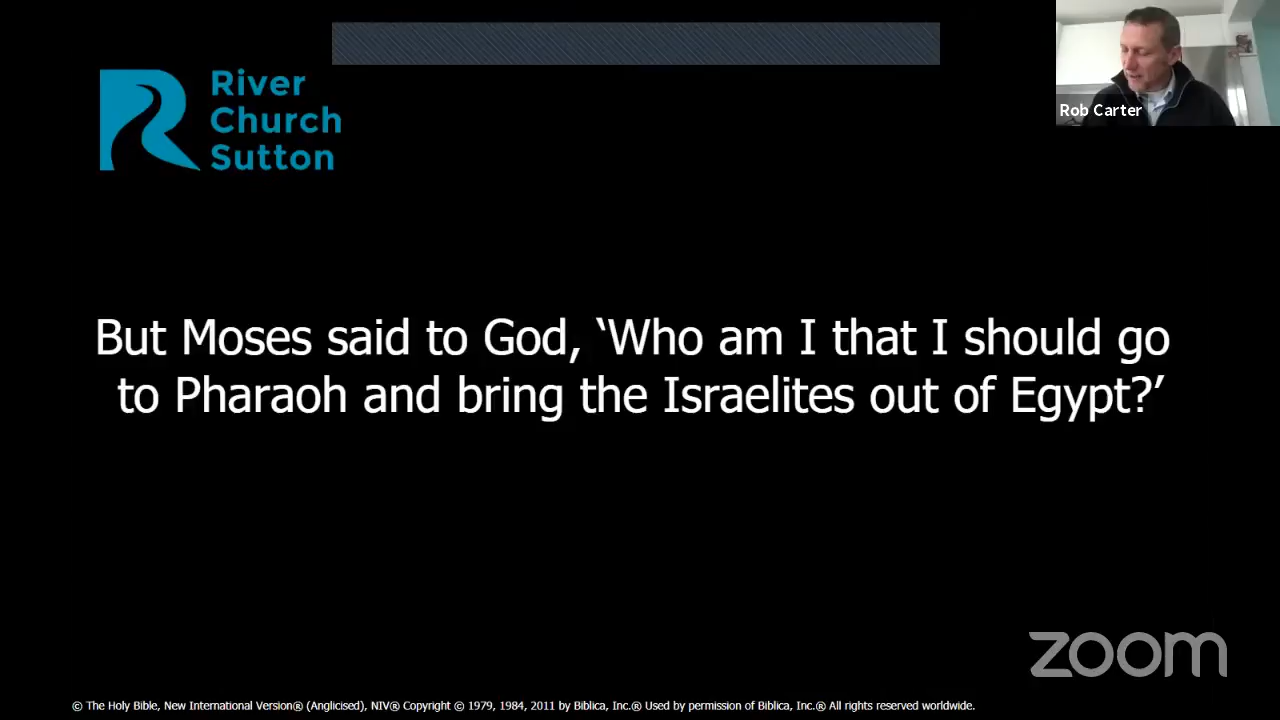 River
Church
Sutton
Rob Carter
But Moses said to God, ‘Who am I that I should go
to Pharaoh and bring the Israelites out of Egypt?’
zoom
© The Holy Bible, New International Version® (Anglicised), NIV® Copyright © 1979, 1984, 2011 by Biblica, Inc.® Used by permission of Biblica, Inc.® All rights reserved worldwide.